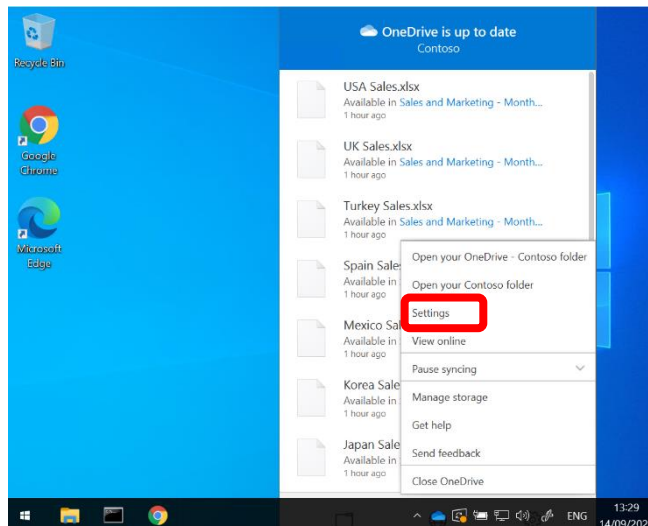 Recycle Bin
Google
Chrome
Microsoft
Edge
OneDrive is up to date
Contoso
USA Sales.xlsx
Available in Sales and Marketing - Month...
1 hour ago
UK Sales.xlsx
Available in Sales and Marketing - Month...
1 hour ago
Turkey Sales.xlsx
Available in Sales and Marketing - Month...
1 hour ago
Spain Sale
Available in
1 hour ago
Mexico Sal
Available in
1 hour ago
Korea Sale
Available in
1 hour ago
Japan Sale
Available in
1 hour ago
Open your OneDrive - Contoso folder
Open your Contoso folder
Settings
View online
Pause syncing
Manage storage
Get help
Send feedback
Close OneDrive
ENG
13:29
14/09/202